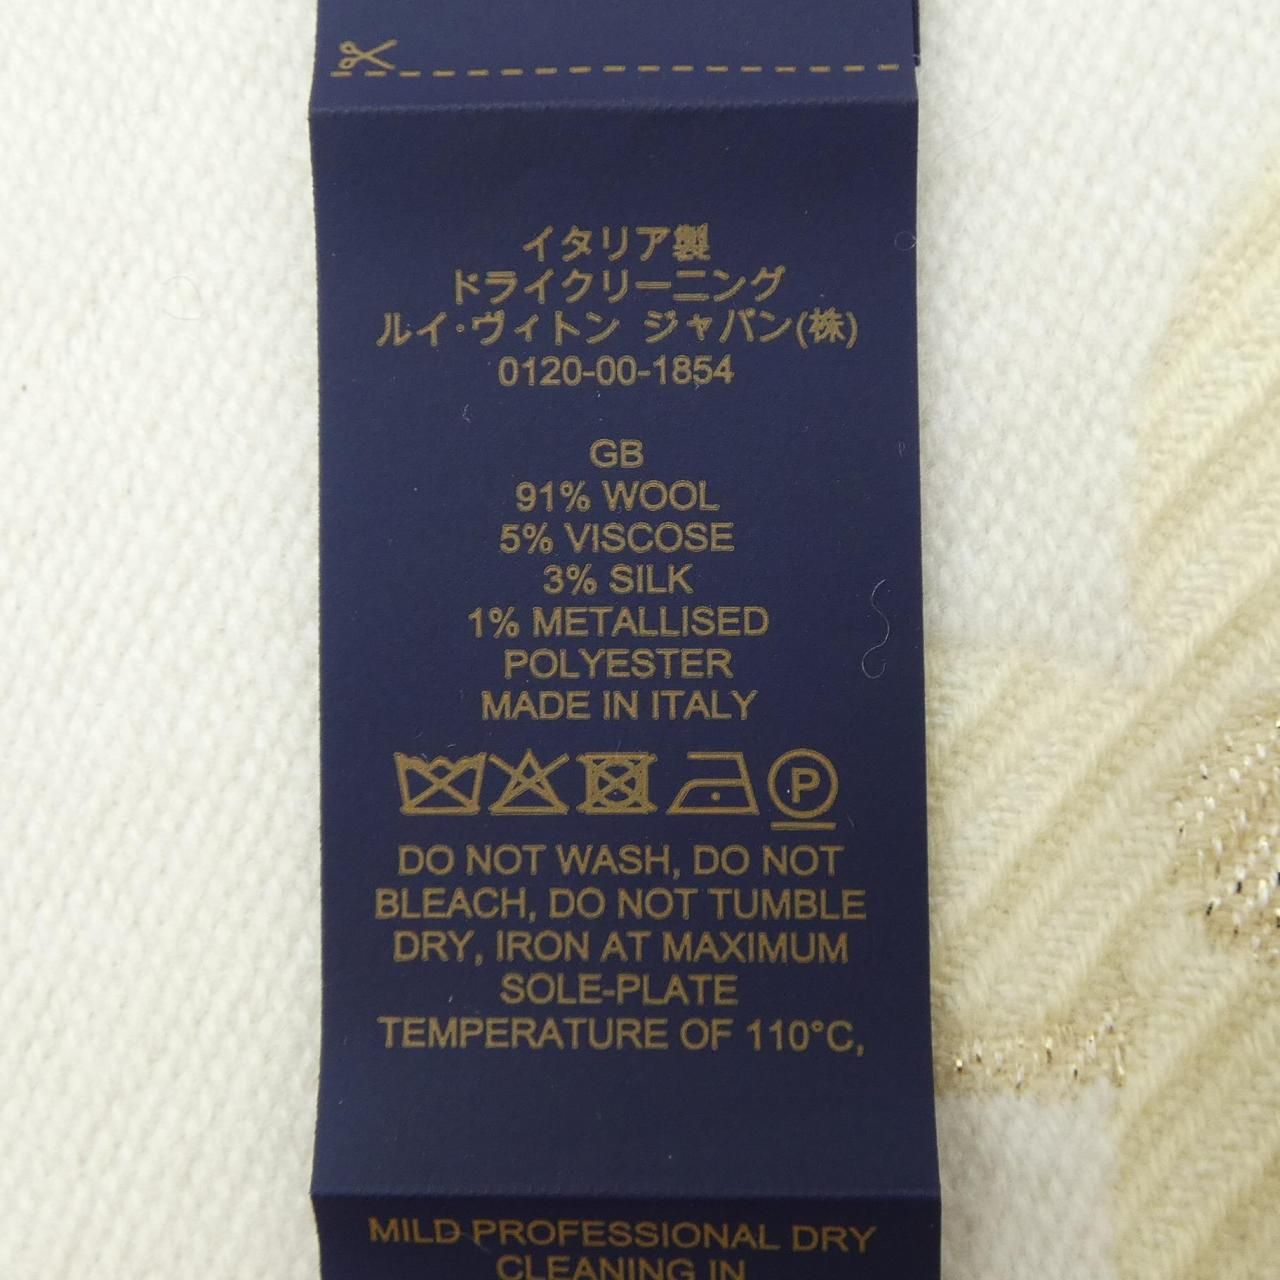 イタリア製
ドライクリーニング
ルイ·ヴィトン ジャパン(株)
0120-00-1854
GB
91% WOOL
5% VISCOSE
3% SILK
1% METALLISED
POLYESTER
MADE IN ITALY
P
DO NOT WASH, DO NOT
BLEACH, DO NOT TUMBLE
DRY, IRON AT MAXIMUM
SOLE-PLATE
TEMPERATURE OF 110°C,
MILD PROFESSIONAL DRY
CLEANING IN